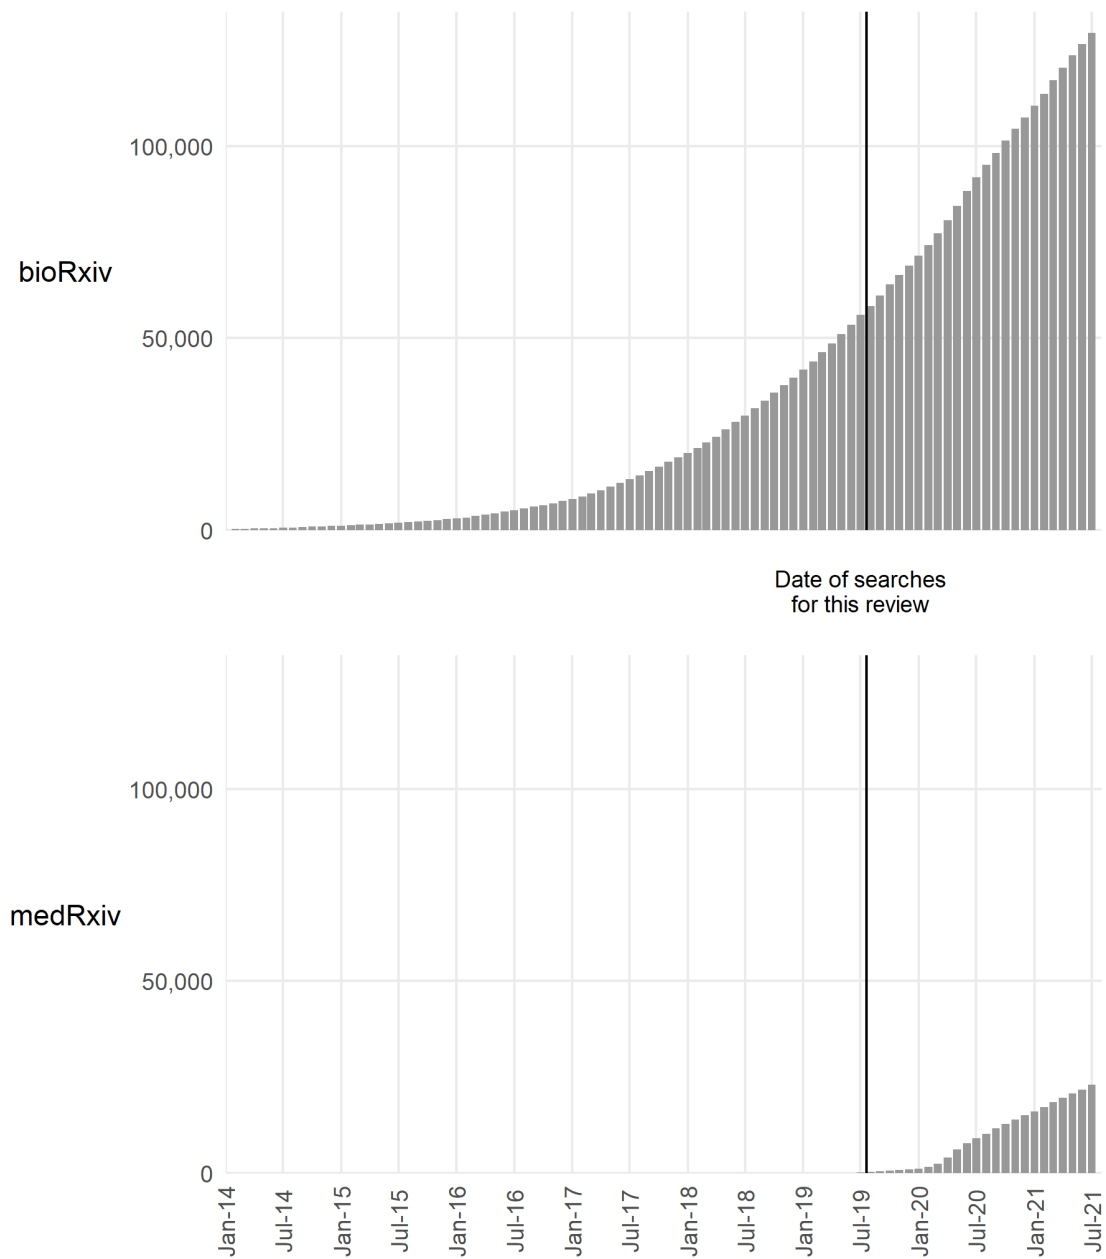 100,000
bioRxiv
50,000
0
Date of searches
for this review
100,000
medRxiv
50,000
0
Jan-14
Jul-14
Jan-15
Jul-15
Jan-16
Jul-16
Jan-17
Jul-17
Jan-18
Jul-18
Jan-19
Jul-19
Jan-20
Jul-20
Jan-21
Jul-21